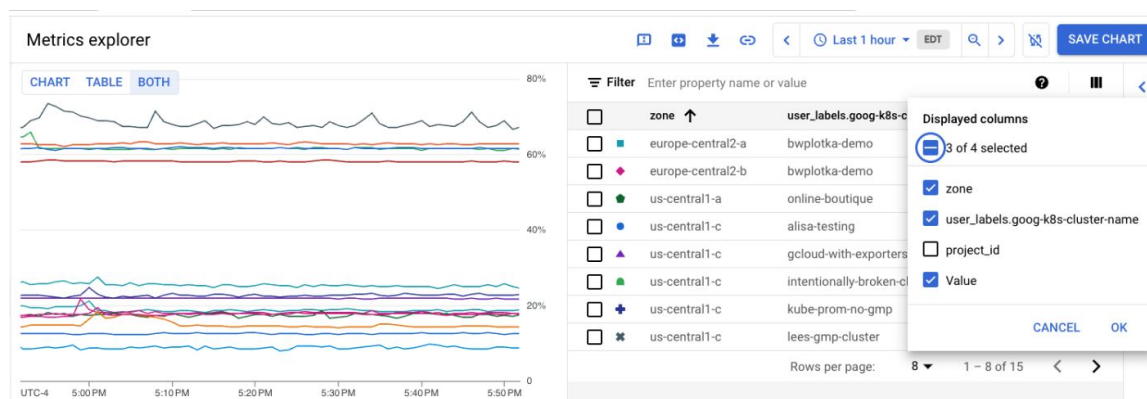 Metrics explorer
Last 1 hour
EDT
SAVE CHART
CHART TABLE BOTH
80%
60%
40%
20%
0
UTC-4 5:00 PM 5:10 PM 5:20 PM 5:30 PM 5:40 PM 5:50 PM
Filter Enter property name or value
zone user_labels.goog-k8s-c
europe-central2-a bwplotka-demo
europe-central2-b bwplotka-demo
us-central1-a online-boutique
us-central1-c alisa-testing
us-central1-c gcloud-with-exporters
us-central1-c intentionally-broken-cl
us-central1-c kube-prom-no-gmp
us-central1-c lees-gmp-cluster
Rows per page: 8 1 – 8 of 15
Displayed columns
3 of 4 selected
zone
user_labels.goog-k8s-cluster-name
project_id
Value
CANCEL OK